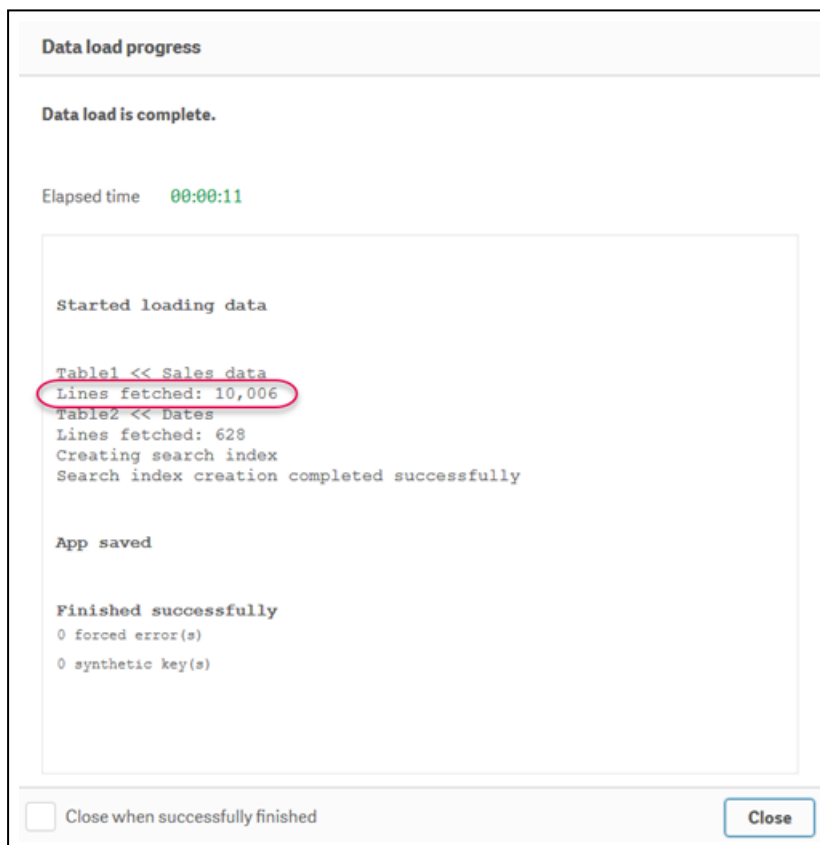 Data load progress
Data load is complete.
Elapsed time 00:00:11
Started loading data
Table1 << Sales data
Lines fetched: 10,006
Table2 << Dates
Lines fetched: 628
Creating search index
Search index creation completed successfully
App saved
Finished successfully
0 forced error(s)
0 synthetic key(s)
Close when successfully finished
Close